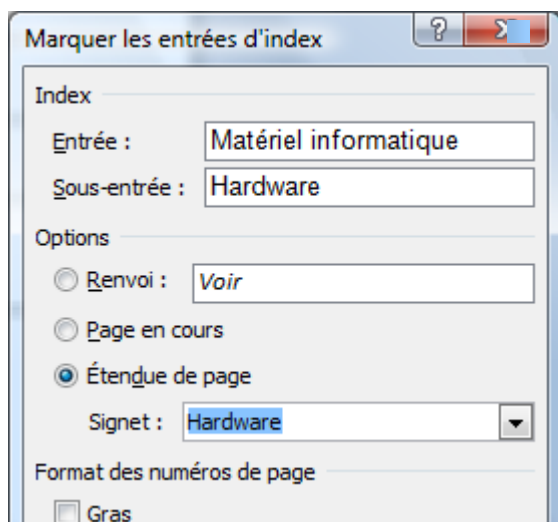 Marquer les entrées d'index
Index
Entrée : Matériel informatique
Sous-entrée : Hardware
Options
Renvoi : Voir
Page en cours
Étendue de page
Signet : Hardware
Format des numéros de page
Gras